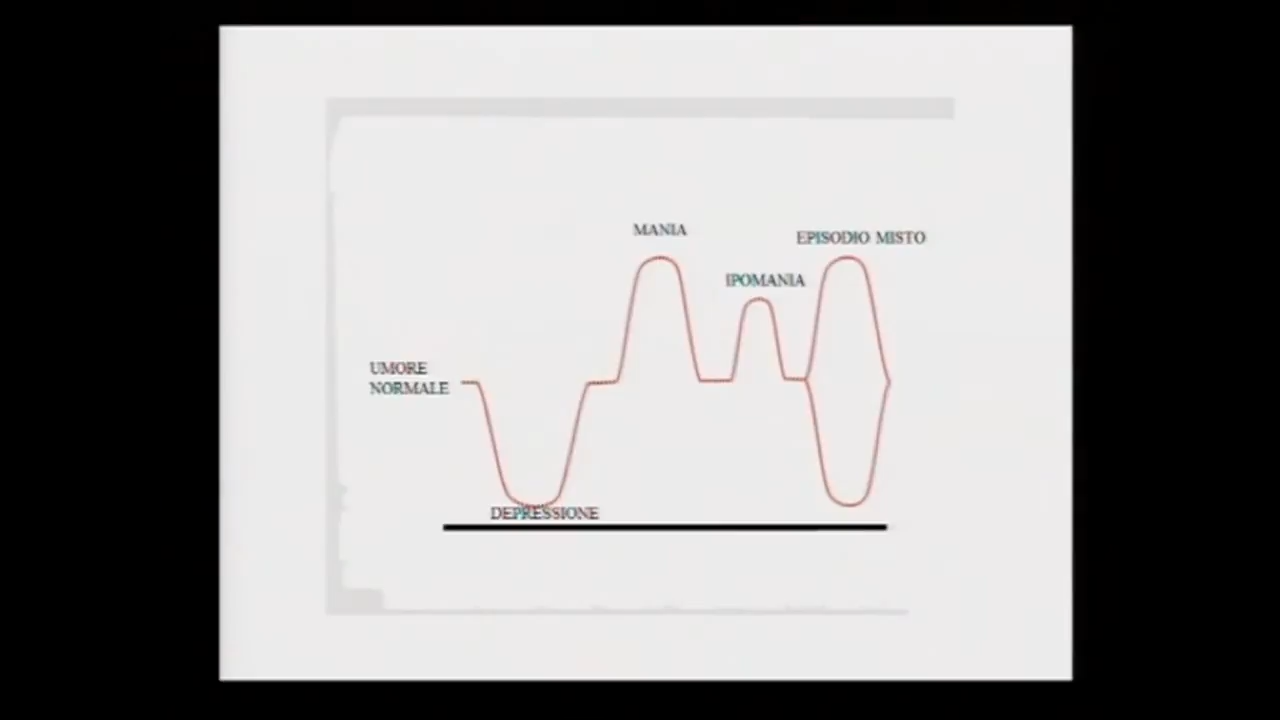 MANIA
EPISODIO MISTO
IPOMANIA
UMORE
NORMALE
DEPRESSIONE